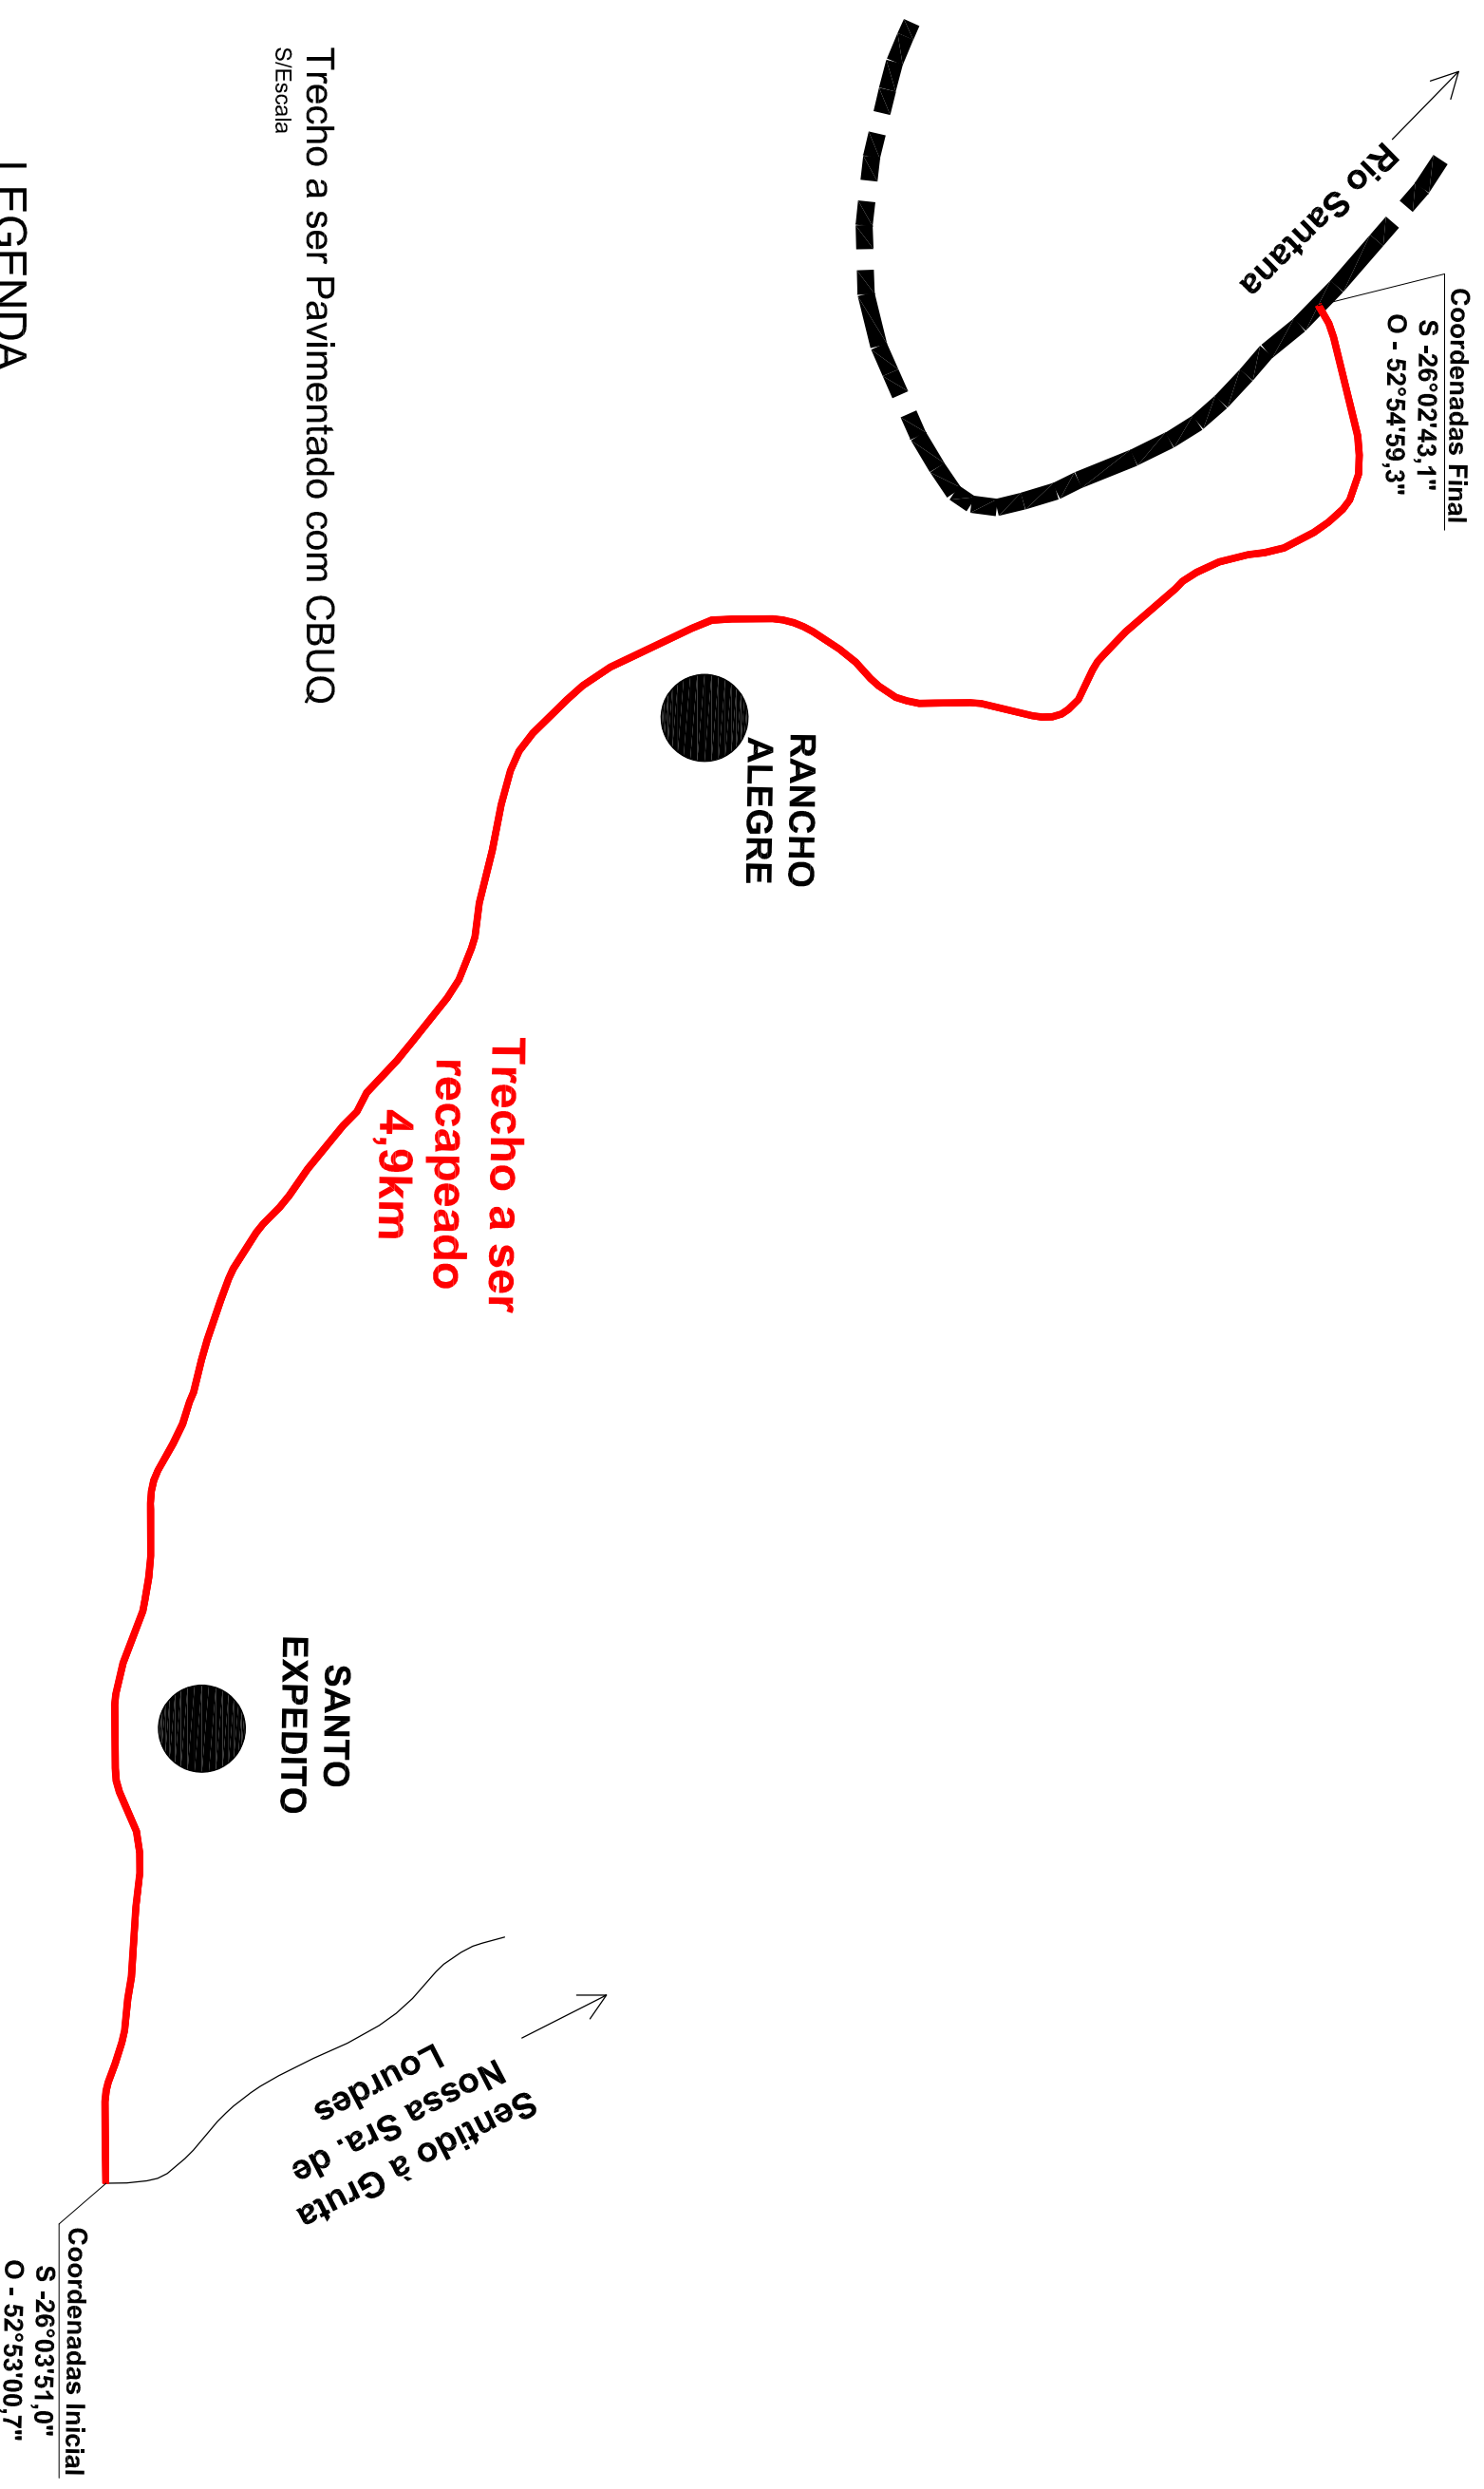 Coordenadas Final
S -26°02'43,1"
O - 52°54'59,3"
Rio Santana
RANCHO
ALEGRE
Trecho a ser
recapeado
4,9km
Trecho a ser Pavimentado com CBUQ
S/Escala
SANTO
EXPEDITO
Sentido à Gruta
Nossa Sra. de
Lourdes
Coordenadas Inicial
S -26°03'51,0"
O - 52°53'00,7"
LEGENDA